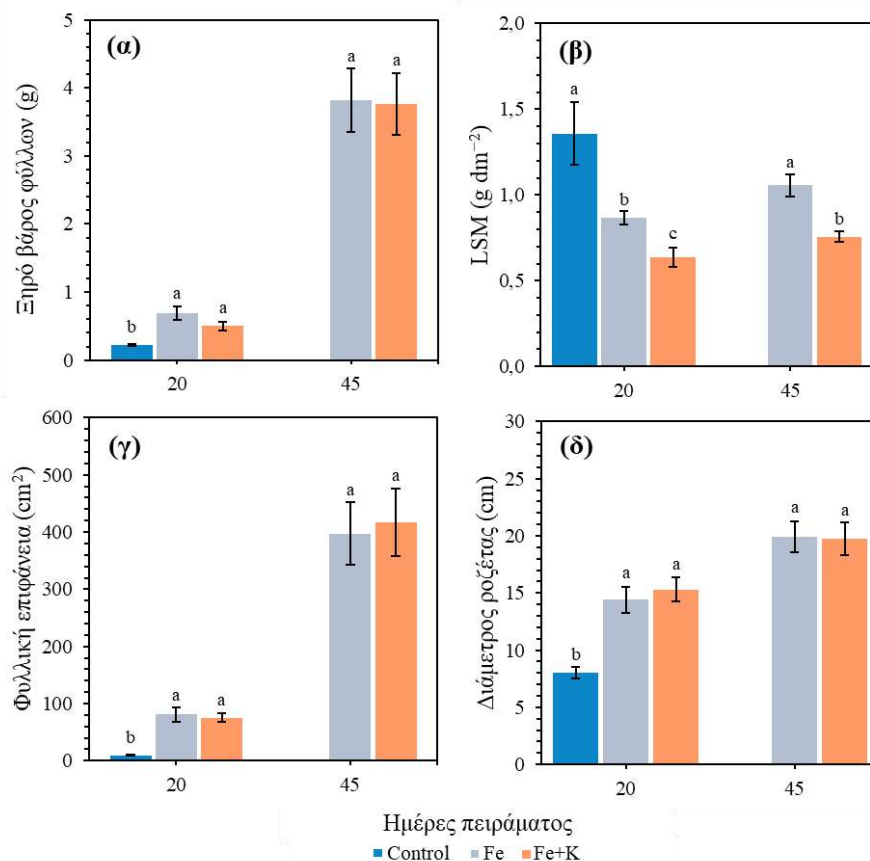 (α)
Ξηρό βάρος φύλλων (g)
5
4
3
2
1
0
b
a
a
a
a
20
45
(β)
LSM (g dm⁻²)
2,0
1,5
1,0
0,5
0,0
a
b
c
a
b
20
45
(γ)
Φυλλική επιφάνεια (cm²)
600
500
400
300
200
100
0
b
a
a
a
a
20
45
(δ)
Διάμετρος ροζέτας (cm)
30
25
20
15
10
5
0
b
a
a
a
a
20
45
Ημέρες πειράματος
Control Fe Fe+K